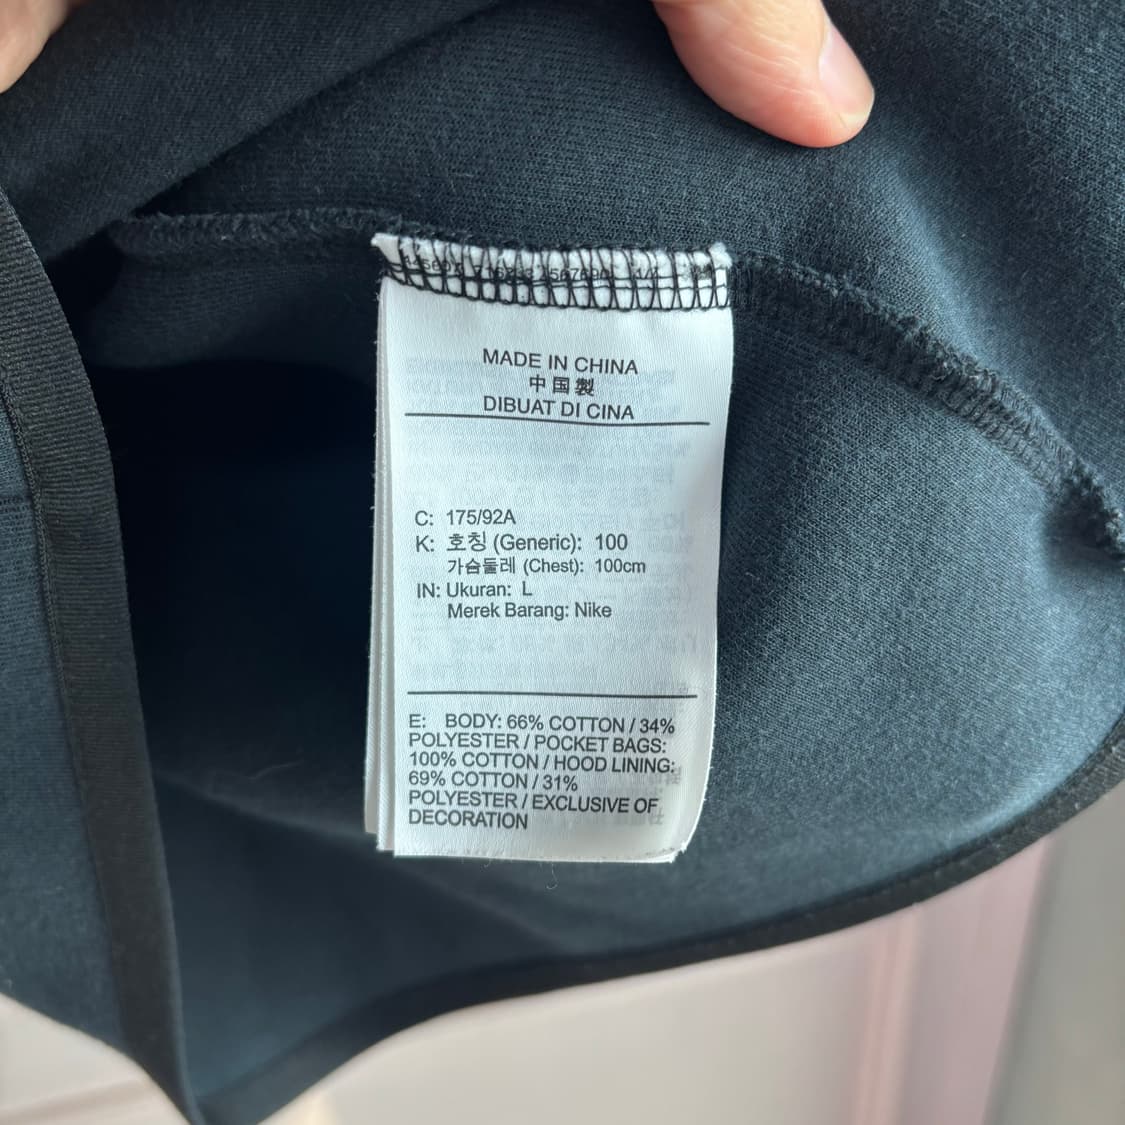 MADE IN CHINA
中国製
DIBUAT DI CINA
C: 175/92A
K: 호칭 (Generic): 100
가슴둘레 (Chest): 100cm
IN: Ukuran: L
Merek Barang: Nike
E: BODY: 66% COTTON / 34%
POLYESTER / POCKET BAGS:
100% COTTON / HOOD LINING:
69% COTTON / 31%
POLYESTER / EXCLUSIVE OF
DECORATION